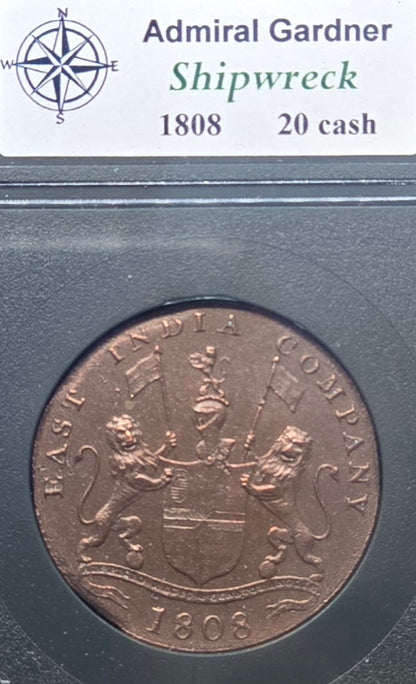 N
W E
S
Admiral Gardner
Shipwreck
1808 20 cash
EAST INDIA COMPANY
1808